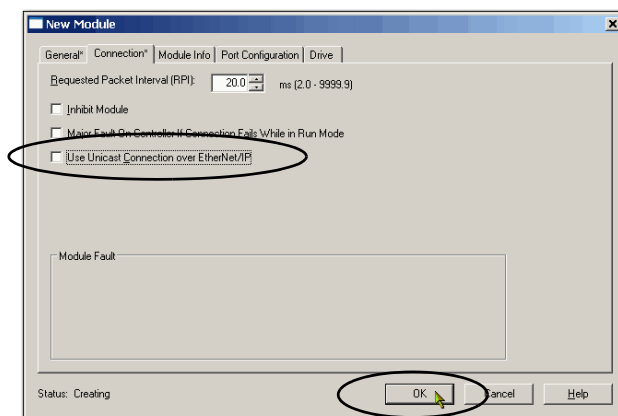 New Module
General* Connection* Module Info Port Configuration Drive
Requested Packet Interval (RPI): 20.0 ms (2.0 - 9999.9)
Inhibit Module
Major Fault On Controller If Connection Fails While in Run Mode
Use Unicast Connection over EtherNet/IP
Module Fault
Status: Creating OK Cancel Help